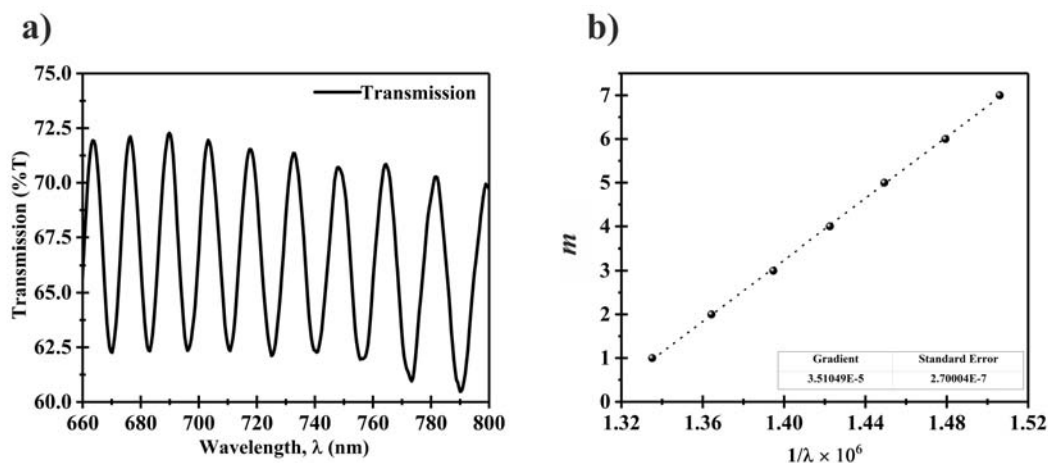 a)
75.0
72.5
70.0
67.5
65.0
62.5
60.0
Transmission (%T)
Transmission
660 680 700 720 740 760 780 800
Wavelength, λ (nm)
b)
7
6
5
4
3
2
1
0
m
Gradient Standard Error
3.51049E-5 2.70004E-7
1.32 1.36 1.40 1.44 1.48 1.52
1/λ × 10⁶